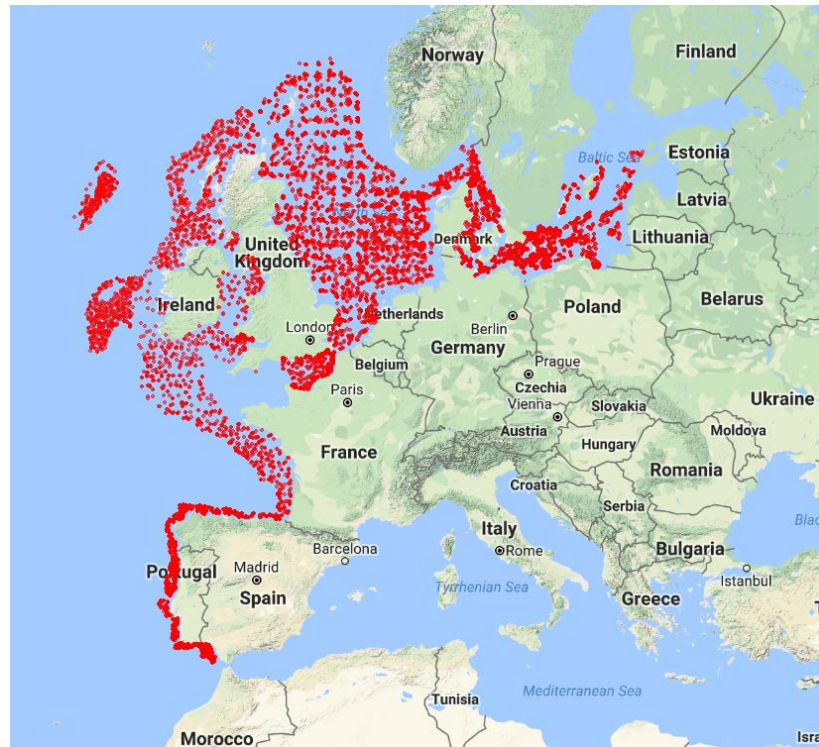 Norway
Finland
Baltic Sea
Estonia
Latvia
Lithuania
Denmark
United
Kingdom
Ireland
London
Netherlands
Berlin
Poland
Belarus
Belgium
Germany
Prague
Czechia
Paris
Vienna
Slovakia
Ukraine
Austria
Moldova
Hungary
France
Romania
Croatia
Serbia
Italy
Bulgaria
Barcelona
Rome
Portugal
Madrid
Istanbul
Spain
Tyrrhenian Sea
Greece
Mediterranean Sea
Tunisia
Morocco